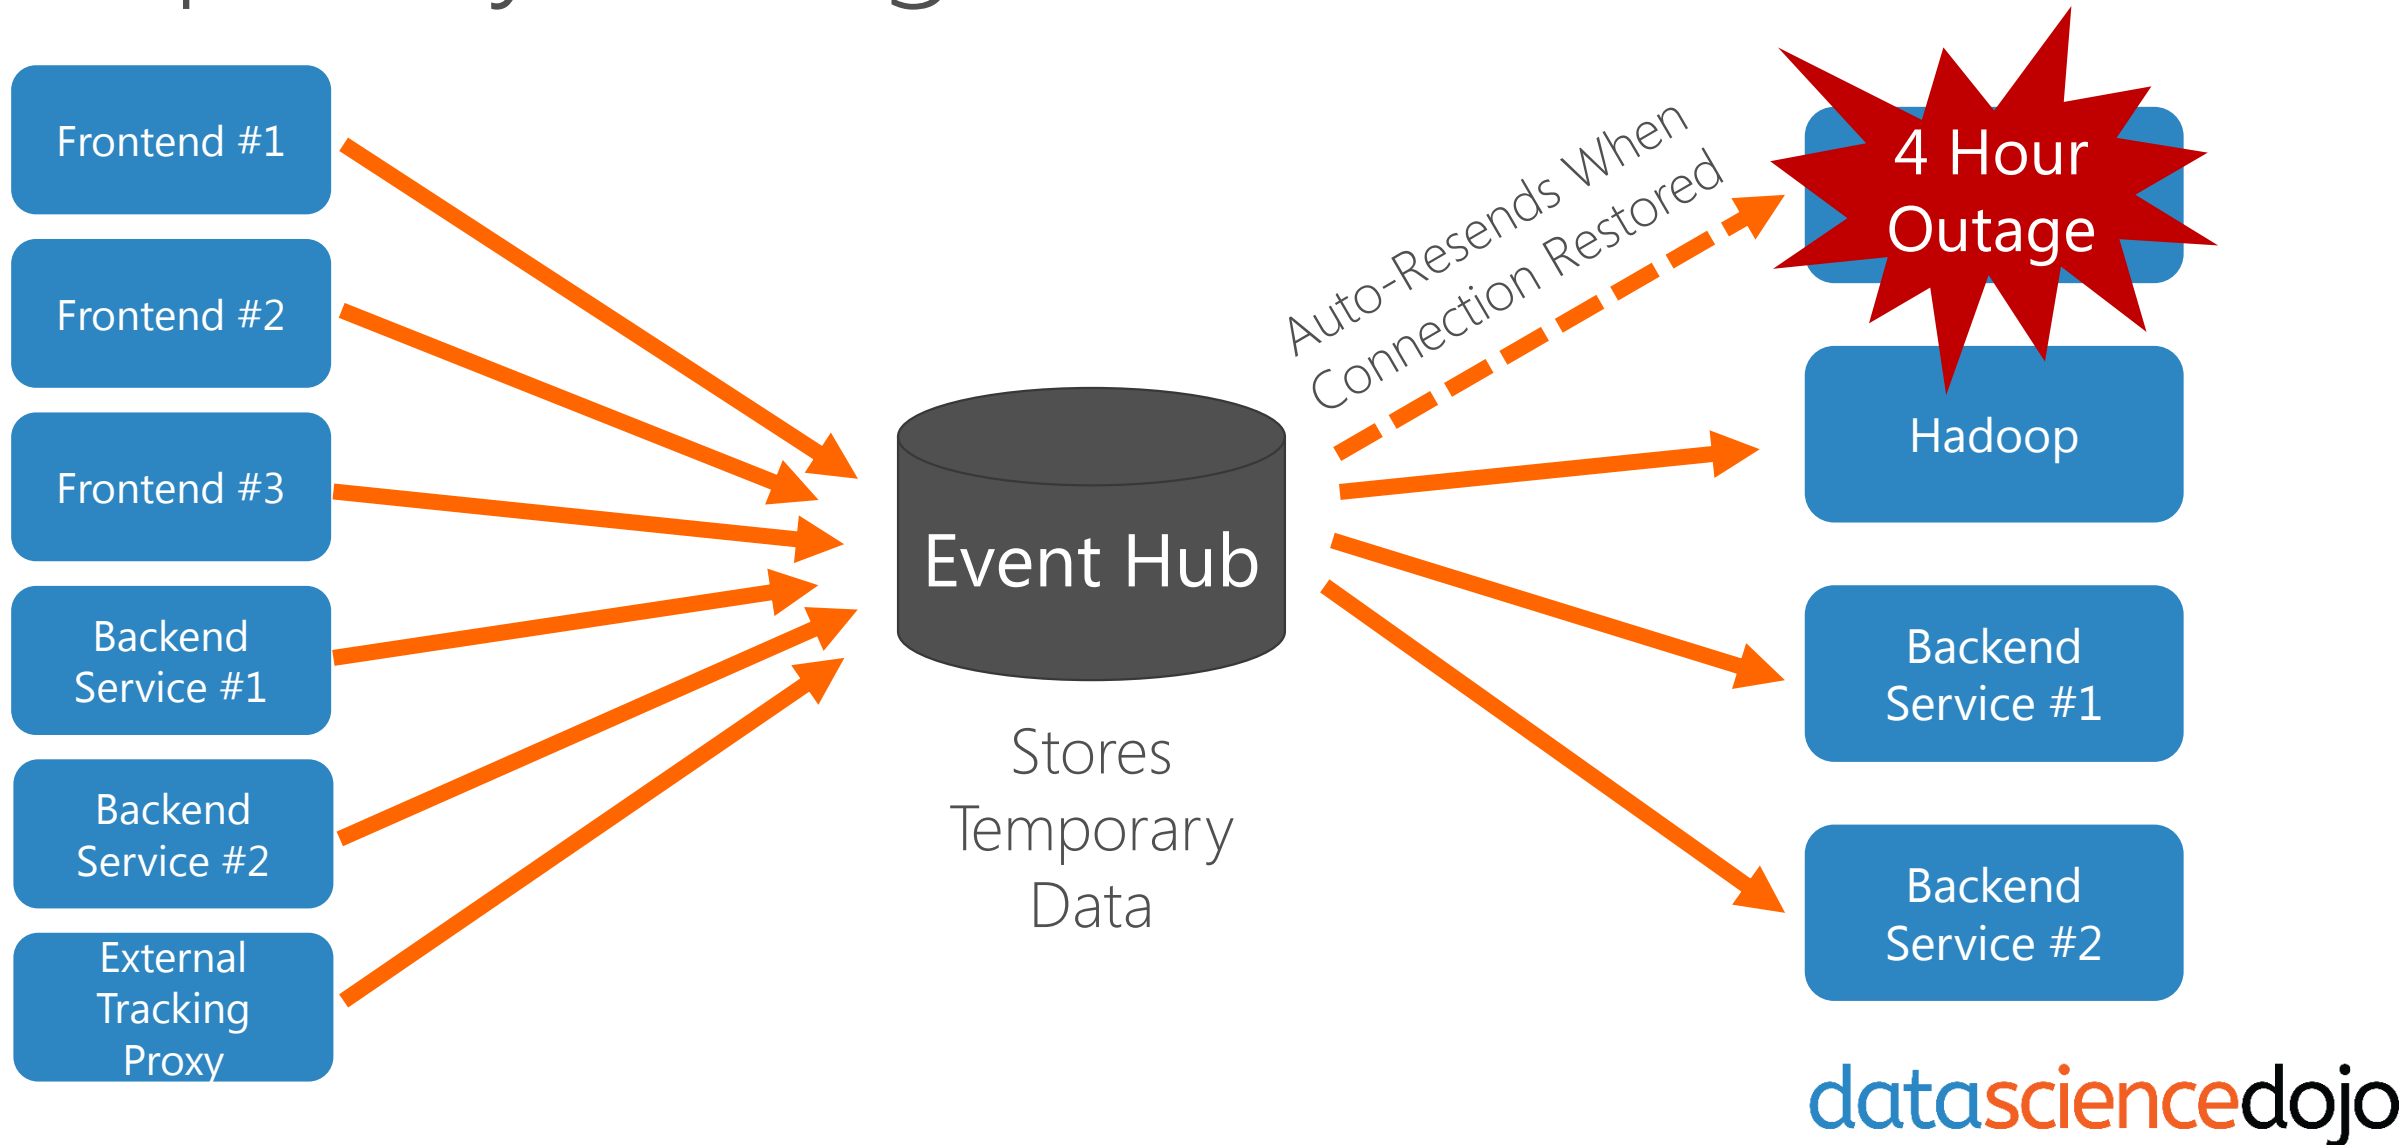 Frontend #1
Frontend #2
Frontend #3
Backend
Service #1
Backend
Service #2
External
Tracking
Proxy
Event Hub
Stores
Temporary
Data
Auto-Resends When
Connection Restored
4 Hour
Outage
Hadoop
Backend
Service #1
Backend
Service #2
datasciencedojo